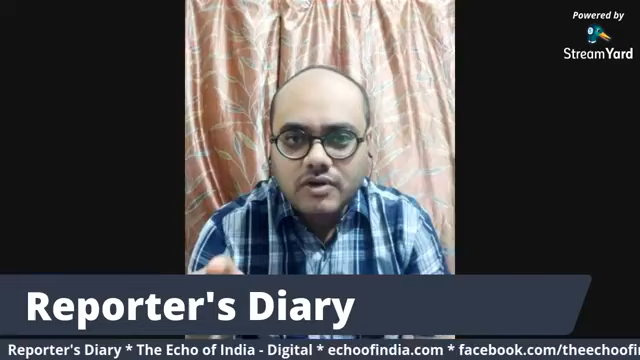 Powered by
StreamYard
Reporter's Diary
Reporter's Diary * The Echo of India - Digital * echoofindia.com * facebook.com/theechoofi